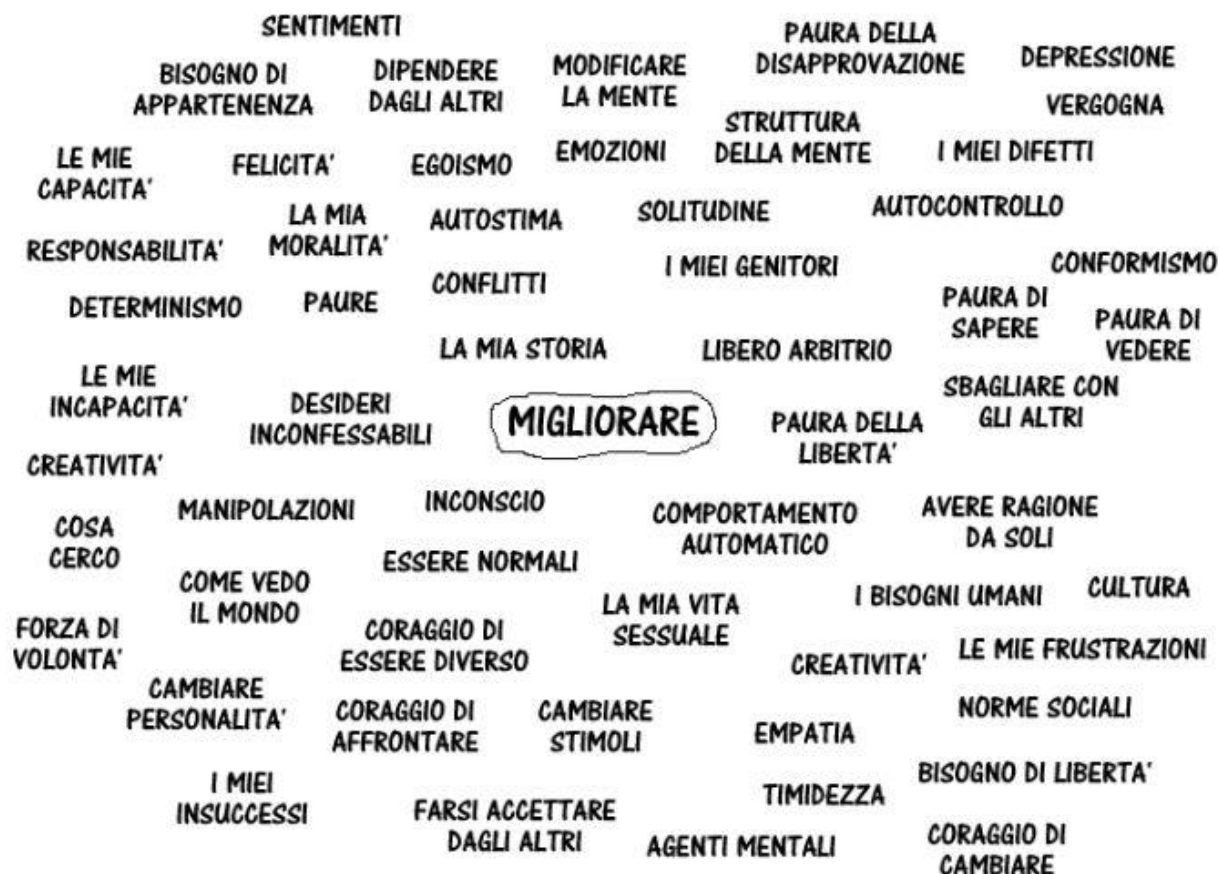 SENTIMENTI
PAURA DELLA
DISAPPROVAZIONE
DEPRESSIONE
BISOGNO DI
APPARTENENZA
DIPENDERE
DAGLI ALTRI
MODIFICARE
LA MENTE
VERGOGNA
STRUTTURA
DELLA MENTE
LE MIE
CAPACITA'
FELICITA'
EGOISMO
EMOZIONI
I MIEI DIFETTI
LA MIA
MORALITA'
AUTOSTIMA
SOLITUDINE
AUTOCONTROLLO
RESPONSABILITA'
CONFLITTI
I MIEI GENITORI
CONFORMISMO
DETERMINISMO
PAURE
PAURA DI
SAPERE
PAURA DI
VEDERE
LA MIA STORIA
LIBERO ARBITRIO
LE MIE
INCAPACITA'
DESIDERI
INCONFESSABILI
MIGLIORARE
PAURA DELLA
LIBERTA'
SBAGLIARE CON
GLI ALTRI
CREATIVITA'
MANIPOLAZIONI
INCONSCIO
COMPORTAMENTO
AUTOMATICO
AVERE RAGIONE
DA SOLI
COSA
CERCO
ESSERE NORMALI
COME VEDO
IL MONDO
LA MIA VITA
SESSUALE
I BISOGNI UMANI
CULTURA
FORZA DI
VOLONTA'
CORAGGIO DI
ESSERE DIVERSO
CREATIVITA'
LE MIE FRUSTRAZIONI
CAMBIARE
PERSONALITA'
CORAGGIO DI
AFFRONTARE
CAMBIARE
STIMOLI
EMPATIA
NORME SOCIALI
I MIEI
INSUCCESSI
FARSI ACCETTARE
DAGLI ALTRI
TIMIDEZZA
BISOGNO DI LIBERTA'
AGENTI MENTALI
CORAGGIO DI
CAMBIARE